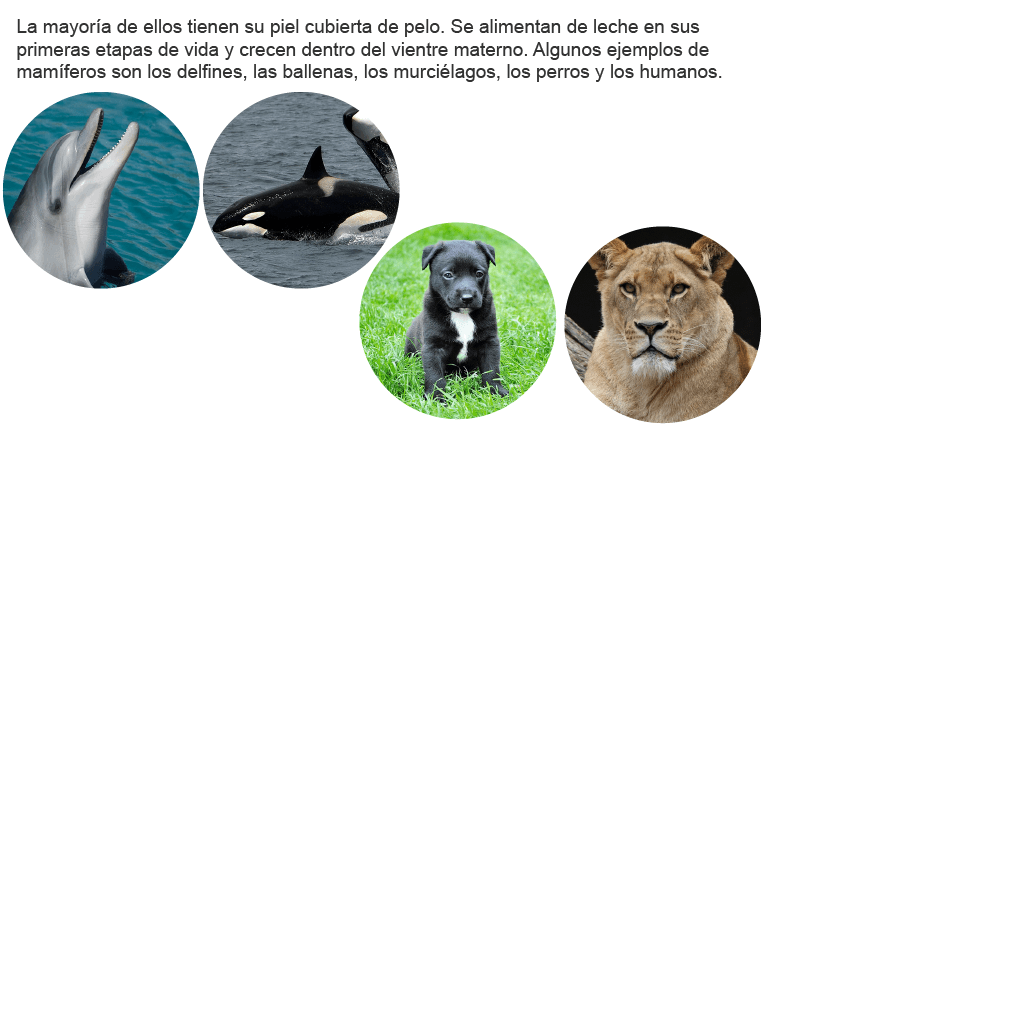 La mayoría de ellos tienen su piel cubierta de pelo. Se alimentan de leche en sus
primeras etapas de vida y crecen dentro del vientre materno. Algunos ejemplos de
mamíferos son los delfines, las ballenas, los murciélagos, los perros y los humanos.